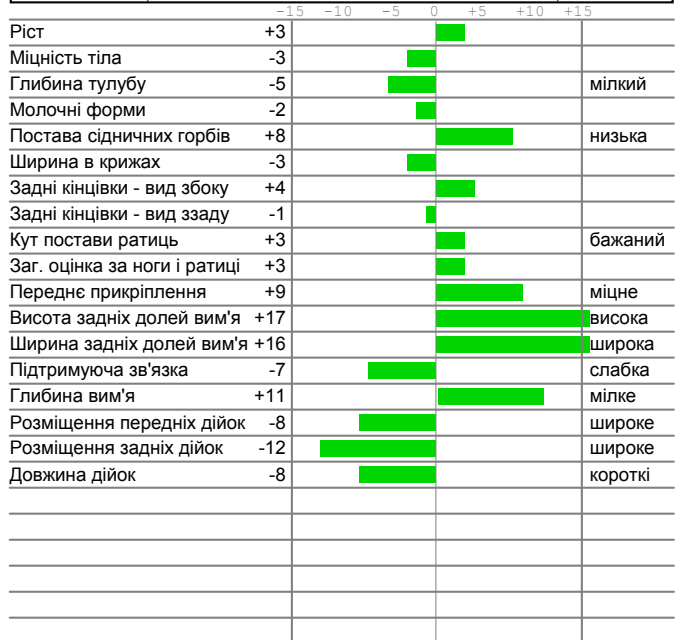 -15 -10 -5 0 +5 +10 +15
Ріст +3
Міцність тіла -3
Глибина тулубу -5 мілкий
Молочні форми -2
Постава сідничних горбів +8 низька
Ширина в крижах -3
Задні кінцівки - вид збоку +4
Задні кінцівки - вид ззаду -1
Кут постави ратиць +3 бажаний
Заг. оцінка за ноги і ратиці +3
Переднє прикріплення +9 міцне
Висота задніх долей вим'я +17 висока
Ширина задніх долей вим'я +16 широка
Підтримуюча зв'язка -7 слабка
Глибина вим'я +11 мілке
Розміщення передніх дійок -8 широке
Розміщення задніх дійок -12 широке
Довжина дійок -8 короткі